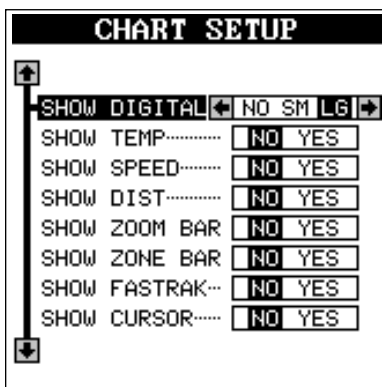 CHART SETUP
SHOW DIGITAL NO SM LG
SHOW TEMP··········· NO YES
SHOW SPEED········ NO YES
SHOW DIST··········· NO YES
SHOW ZOOM BAR NO YES
SHOW ZONE BAR NO YES
SHOW FASTRAK··· NO YES
SHOW CURSOR····· NO YES